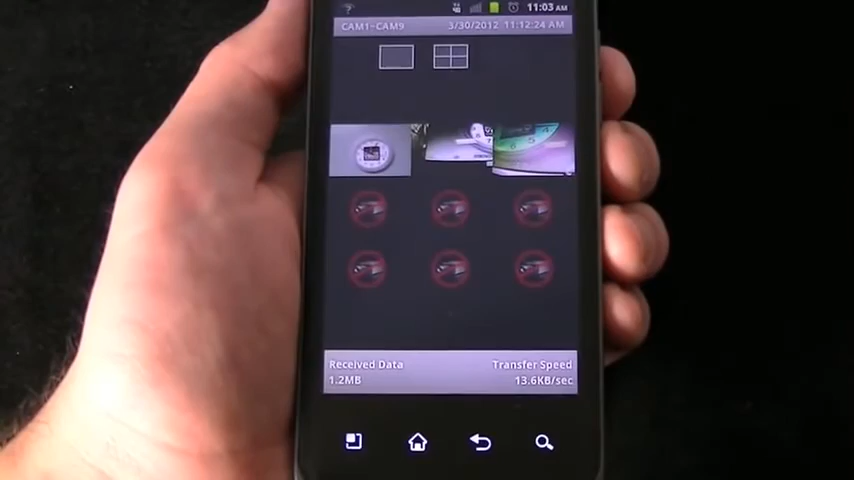 11:03 AM
CAM1~CAM9 3/30/2012 11:12:24 AM
Received Data Transfer Speed
1.2MB 13.6KB/sec